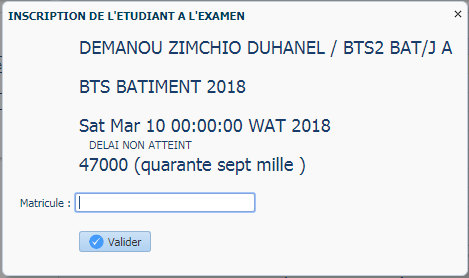 INSCRIPTION DE L'ETUDIANT A L'EXAMEN
DEMANOU ZIMCHIO DUHANEL / BTS2 BAT/J A
BTS BATIMENT 2018
Sat Mar 10 00:00:00 WAT 2018
DELAI NON ATTEINT
47000 (quarante sept mille )
Matricule :
Valider